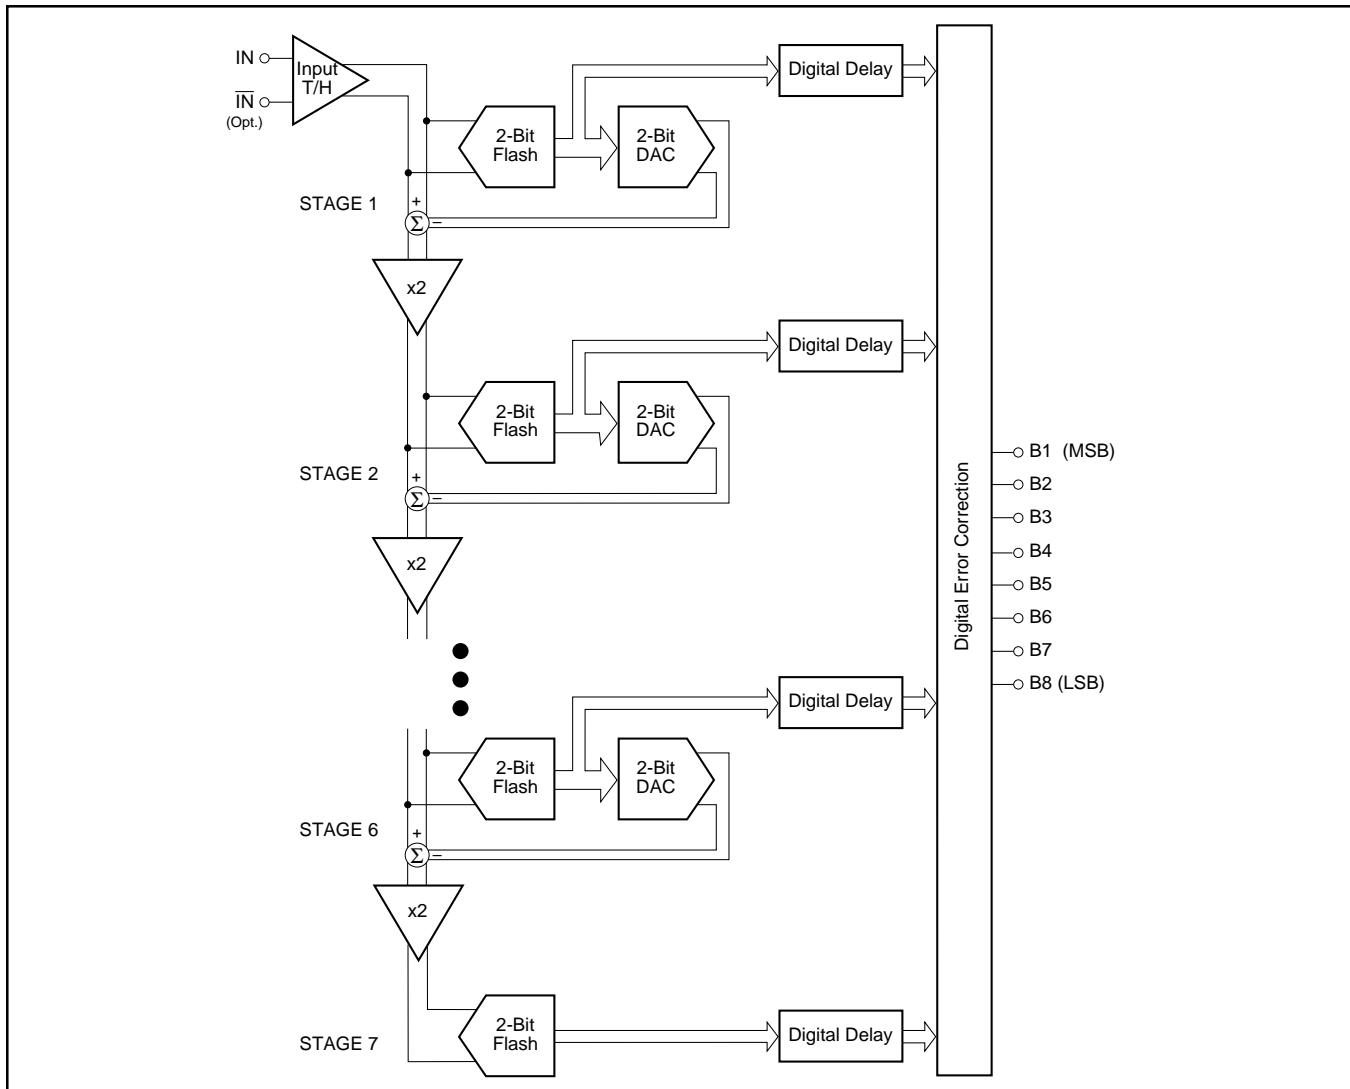 IN
Input
T/H
IN
(Opt.)
2-Bit
Flash
2-Bit
DAC
Digital Delay
STAGE 1
+
Σ
–
x2
Digital Delay
2-Bit
Flash
2-Bit
DAC
STAGE 2
+
Σ
–
x2
Digital Delay
2-Bit
Flash
2-Bit
DAC
STAGE 6
+
Σ
–
x2
2-Bit
Flash
Digital Delay
STAGE 7
Digital Error Correction
B1 (MSB)
B2
B3
B4
B5
B6
B7
B8 (LSB)